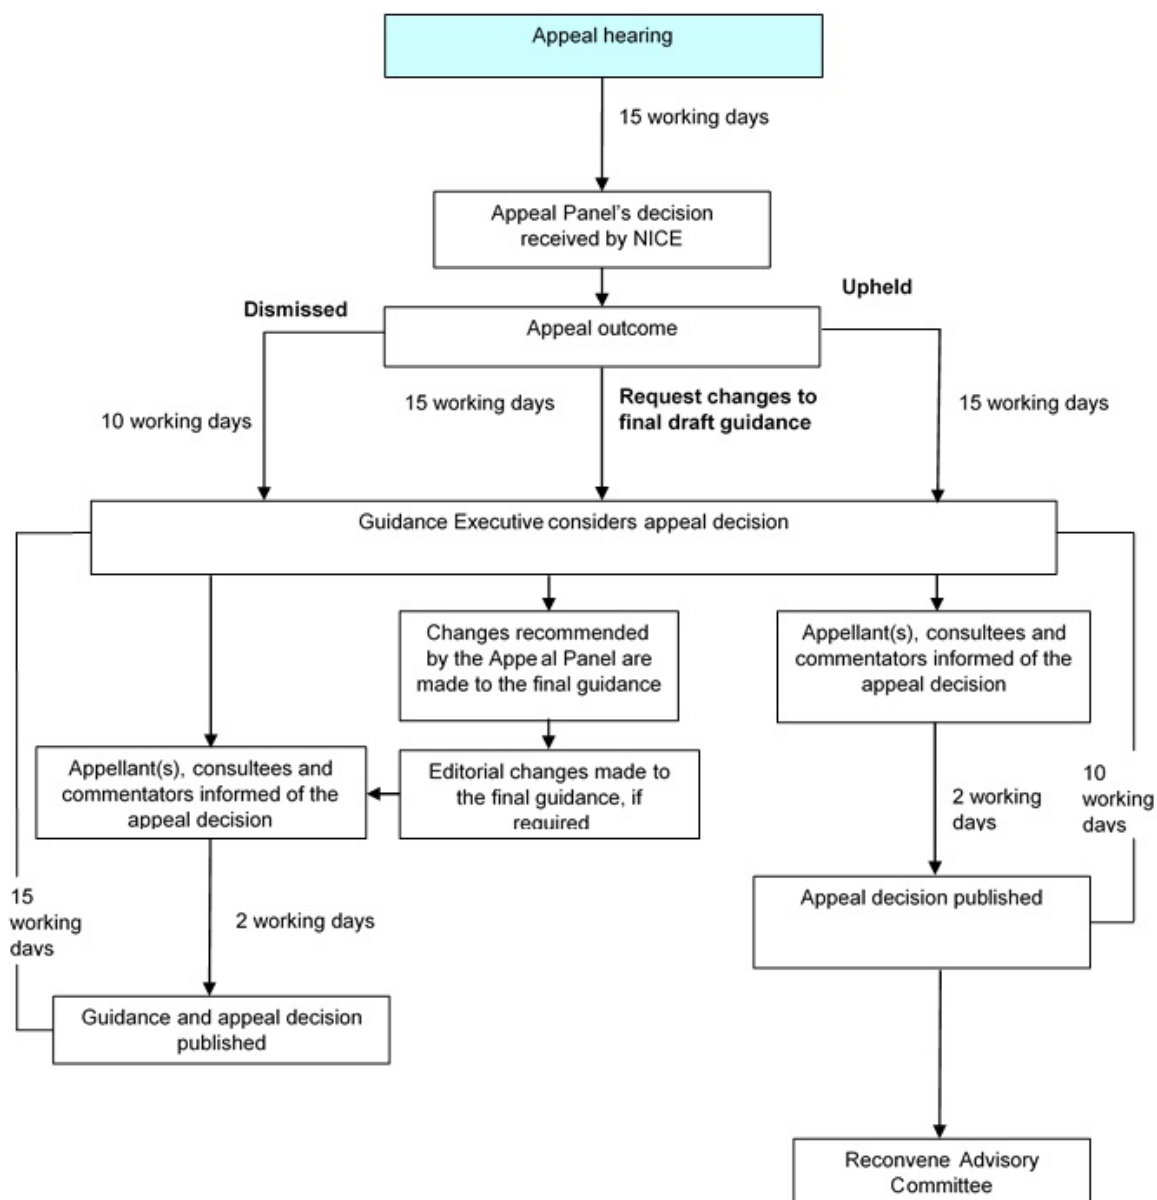 Appeal hearing
15 working days
Appeal Panel's decision
received by NICE
Upheld
Dismissed
Appeal outcome
Request changes to
final draft guidance
15 working days
15 working days
10 working days
Guidance Executive considers appeal decision
Changes recommended
by the Appeal Panel are
made to the final guidance
Appellant(s), consultees and
commentators informed of the
appeal decision
Appellant(s), consultees and
commentators informed of the
appeal decision
Editorial changes made to
the final guidance, if
required
2 working
days
10
working
days
15
working
days
2 working days
Appeal decision published
Guidance and appeal decision
published
Reconvene Advisory
Committee